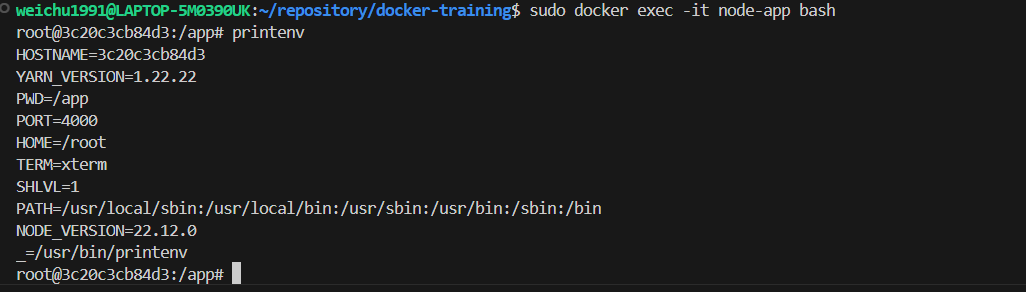 weichu1991@LAPTOP-5M0390UK:~/repository/docker-training$ sudo docker exec -it node-app bash
root@3c20c3cb84d3:/app# printenv
HOSTNAME=3c20c3cb84d3
YARN_VERSION=1.22.22
PWD=/app
PORT=4000
HOME=/root
TERM=xterm
SHLVL=1
PATH=/usr/local/sbin:/usr/local/bin:/usr/sbin:/usr/bin:/sbin:/bin
NODE_VERSION=22.12.0
_=/usr/bin/printenv
root@3c20c3cb84d3:/app#